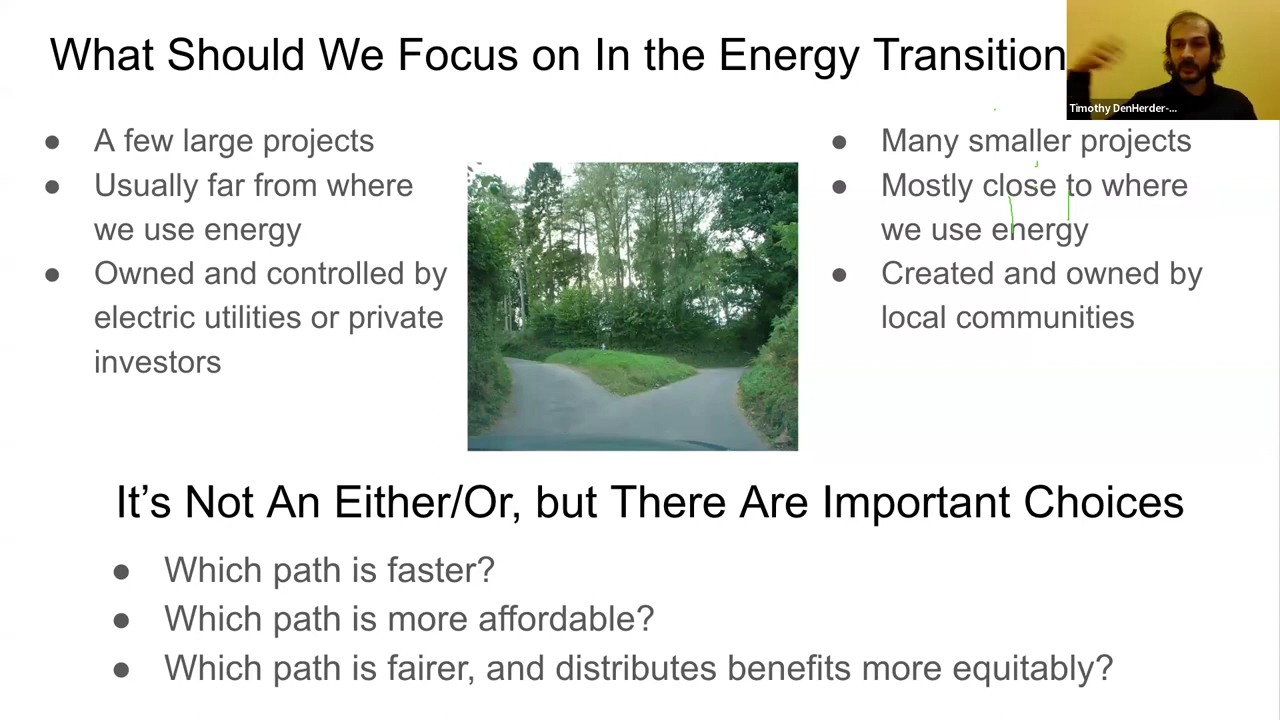 What Should We Focus on In the Energy Transition
Timothy DenHerder-...
● A few large projects
● Usually far from where
we use energy
● Owned and controlled by
electric utilities or private
investors
● Many smaller projects
● Mostly close to where
we use energy
● Created and owned by
local communities
It’s Not An Either/Or, but There Are Important Choices
● Which path is faster?
● Which path is more affordable?
● Which path is fairer, and distributes benefits more equitably?